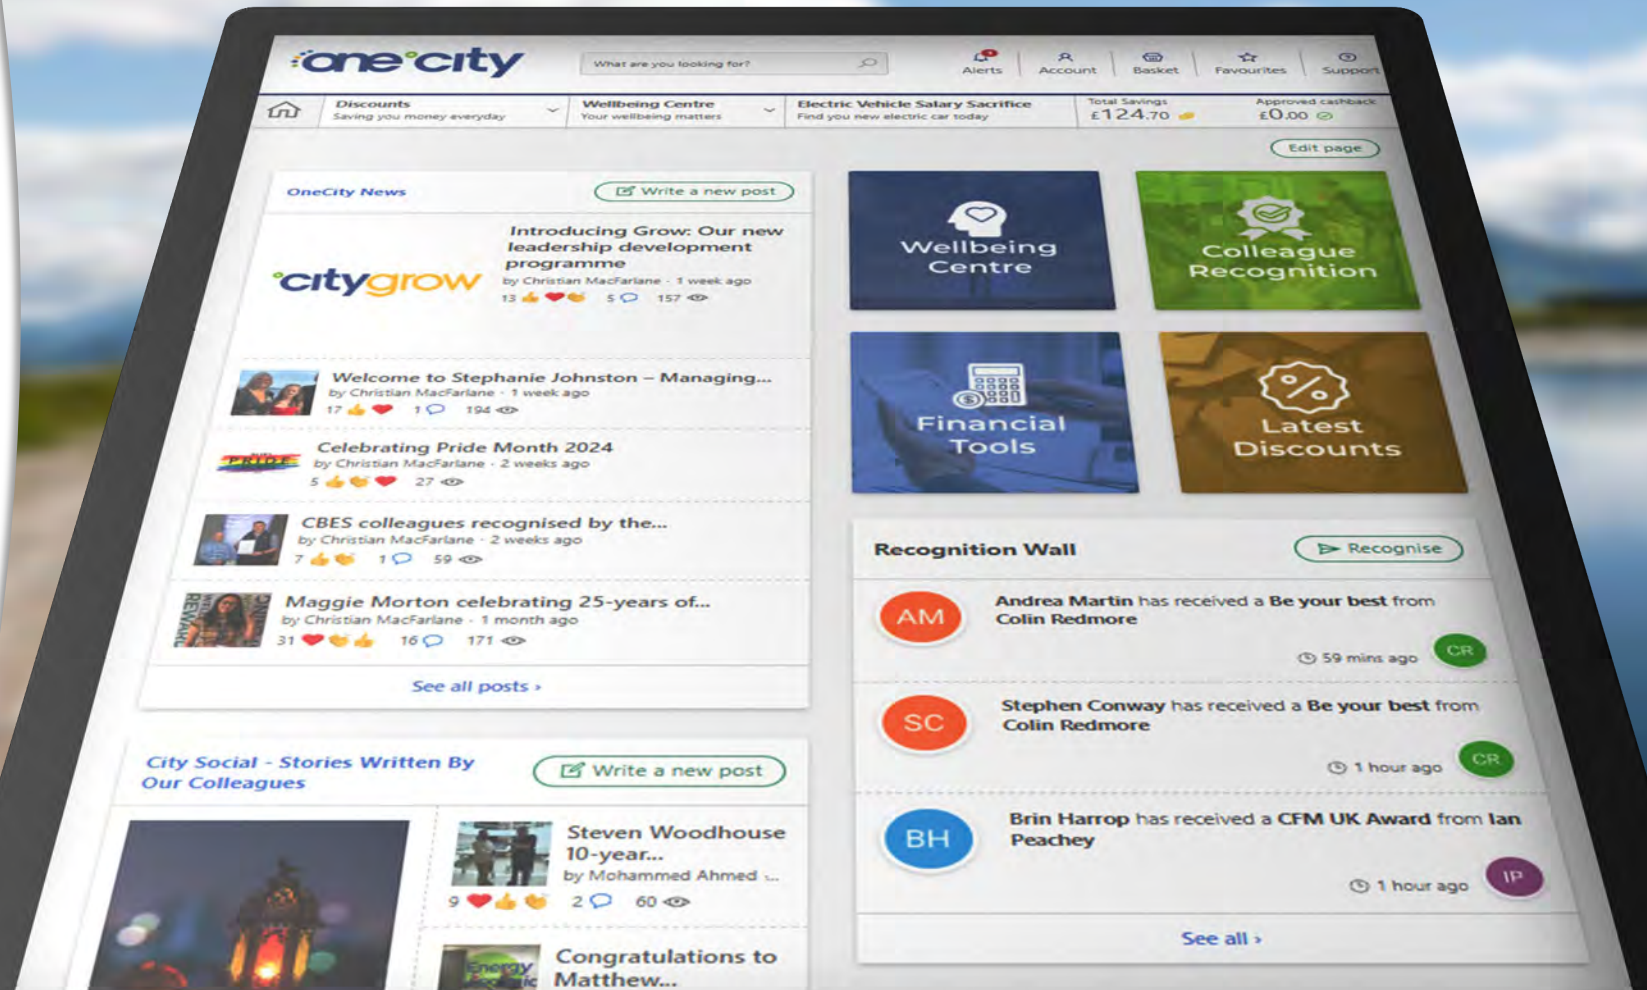 one city
What are you looking for?
Alerts
Account
Basket
Favourites
Support
Discounts
Saving you money everyday
Wellbeing Centre
Your wellbeing matters
Electric Vehicle Salary Sacrifice
Find you new electric car today
Total Savings
£124.70
Approved cashback
£0.00
Edit page
OneCity News
Write a new post
citygrow
Introducing Grow: Our new
leadership development
programme
by Christian MacFarlane · 1 week ago
13 5 157
Welcome to Stephanie Johnston – Managing...
by Christian MacFarlane · 1 week ago
17 1 194
PRIDE
Celebrating Pride Month 2024
by Christian MacFarlane · 2 weeks ago
5 27
CBES colleagues recognised by the...
by Christian MacFarlane · 2 weeks ago
7 1 59
REWARD
Maggie Morton celebrating 25-years of...
by Christian MacFarlane · 1 month ago
31 16 171
See all posts ›
City Social - Stories Written By
Our Colleagues
Write a new post
Steven Woodhouse
10-year...
by Mohammed Ahmed ·...
9 2 60
Energy
Congratulations to
Matthew...
Wellbeing
Centre
Colleague
Recognition
Financial
Tools
Latest
Discounts
Recognition Wall
Recognise
AM
Andrea Martin has received a Be your best from
Colin Redmore
59 mins ago
CR
SC
Stephen Conway has received a Be your best from
Colin Redmore
1 hour ago
CR
BH
Brin Harrop has received a CFM UK Award from Ian
Peachey
1 hour ago
IP
See all ›